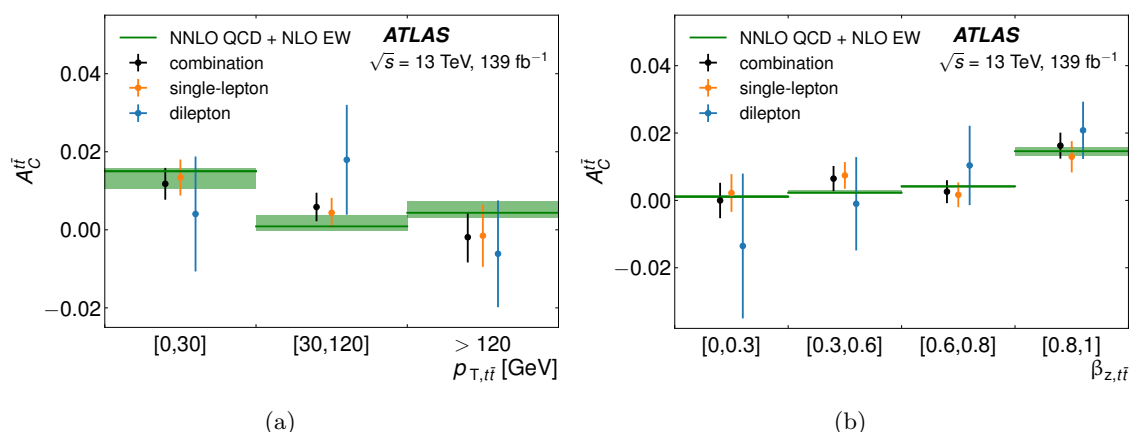 NNLO QCD + NLO EW
combination
single-lepton
dilepton
ATLAS
√s = 13 TeV, 139 fb⁻¹
A_C^{tt̄}
0.04
0.02
0.00
−0.02
[0,30]
[30,120]
> 120
p_{T,tt̄} [GeV]
(a)
NNLO QCD + NLO EW
combination
single-lepton
dilepton
ATLAS
√s = 13 TeV, 139 fb⁻¹
A_C^{tt̄}
0.04
0.02
0.00
−0.02
[0,0.3]
[0.3,0.6]
[0.6,0.8]
[0.8,1]
β_{z,tt̄}
(b)